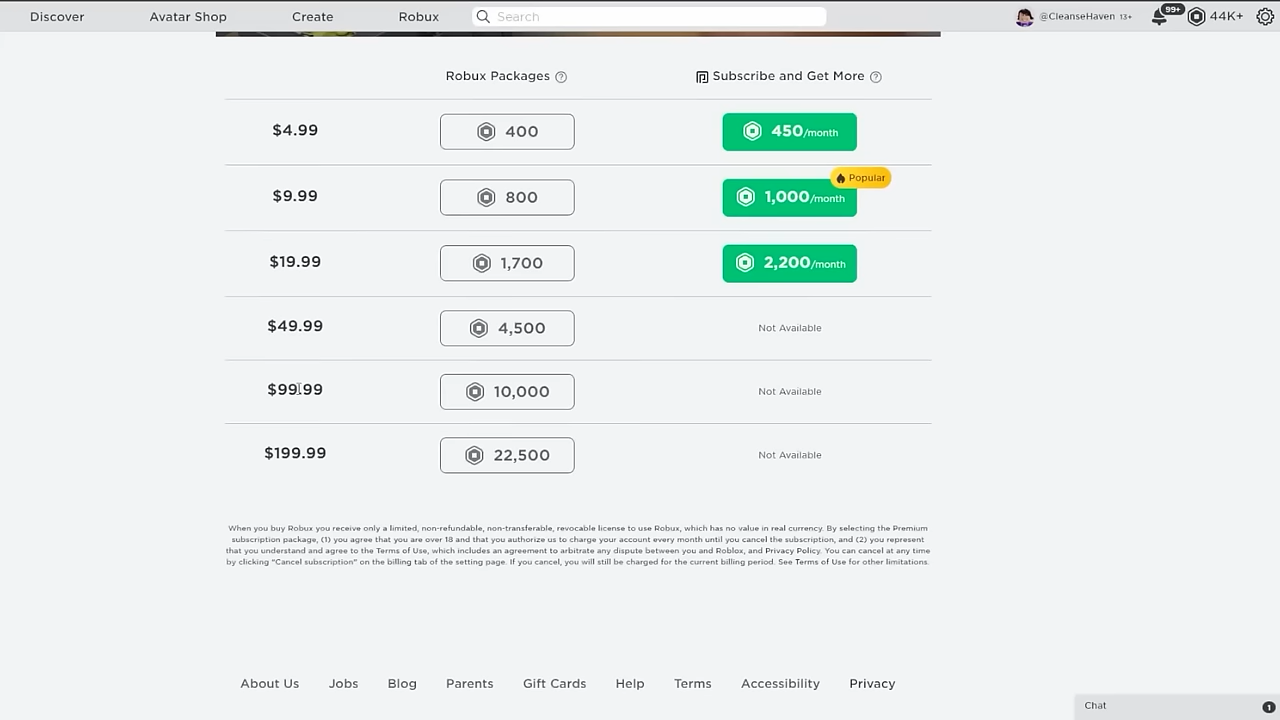 Discover Avatar Shop Create Robux Search @CleanseHaven 13+ 99+ 44K+
Robux Packages Subscribe and Get More
$4.99 400 450/month
Popular
$9.99 800 1,000/month
$19.99 1,700 2,200/month
$49.99 4,500 Not Available
$99.99 10,000 Not Available
$199.99 22,500 Not Available
When you buy Robux you receive only a limited, non-refundable, non-transferable, revocable license to use Robux, which has no value in real currency. By selecting the Premium
subscription package, (1) you agree that you are over 18 and that you authorize us to charge your account every month until you cancel the subscription, and (2) you represent
that you understand and agree to the Terms of Use, which includes an agreement to arbitrate any dispute between you and Roblox, and Privacy Policy. You can cancel at any time
by clicking "Cancel subscription" on the billing tab of the setting page. If you cancel, you will still be charged for the current billing period. See Terms of Use for other limitations.
About Us Jobs Blog Parents Gift Cards Help Terms Accessibility Privacy
Chat 1